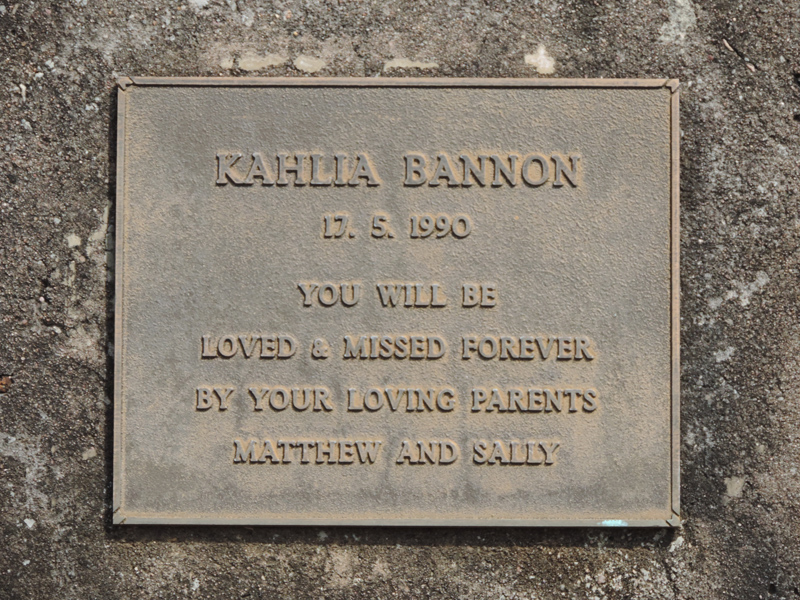 KAHLIA BANNON
17. 5. 1990
YOU WILL BE
LOVED & MISSED FOREVER
BY YOUR LOVING PARENTS
MATTHEW AND SALLY